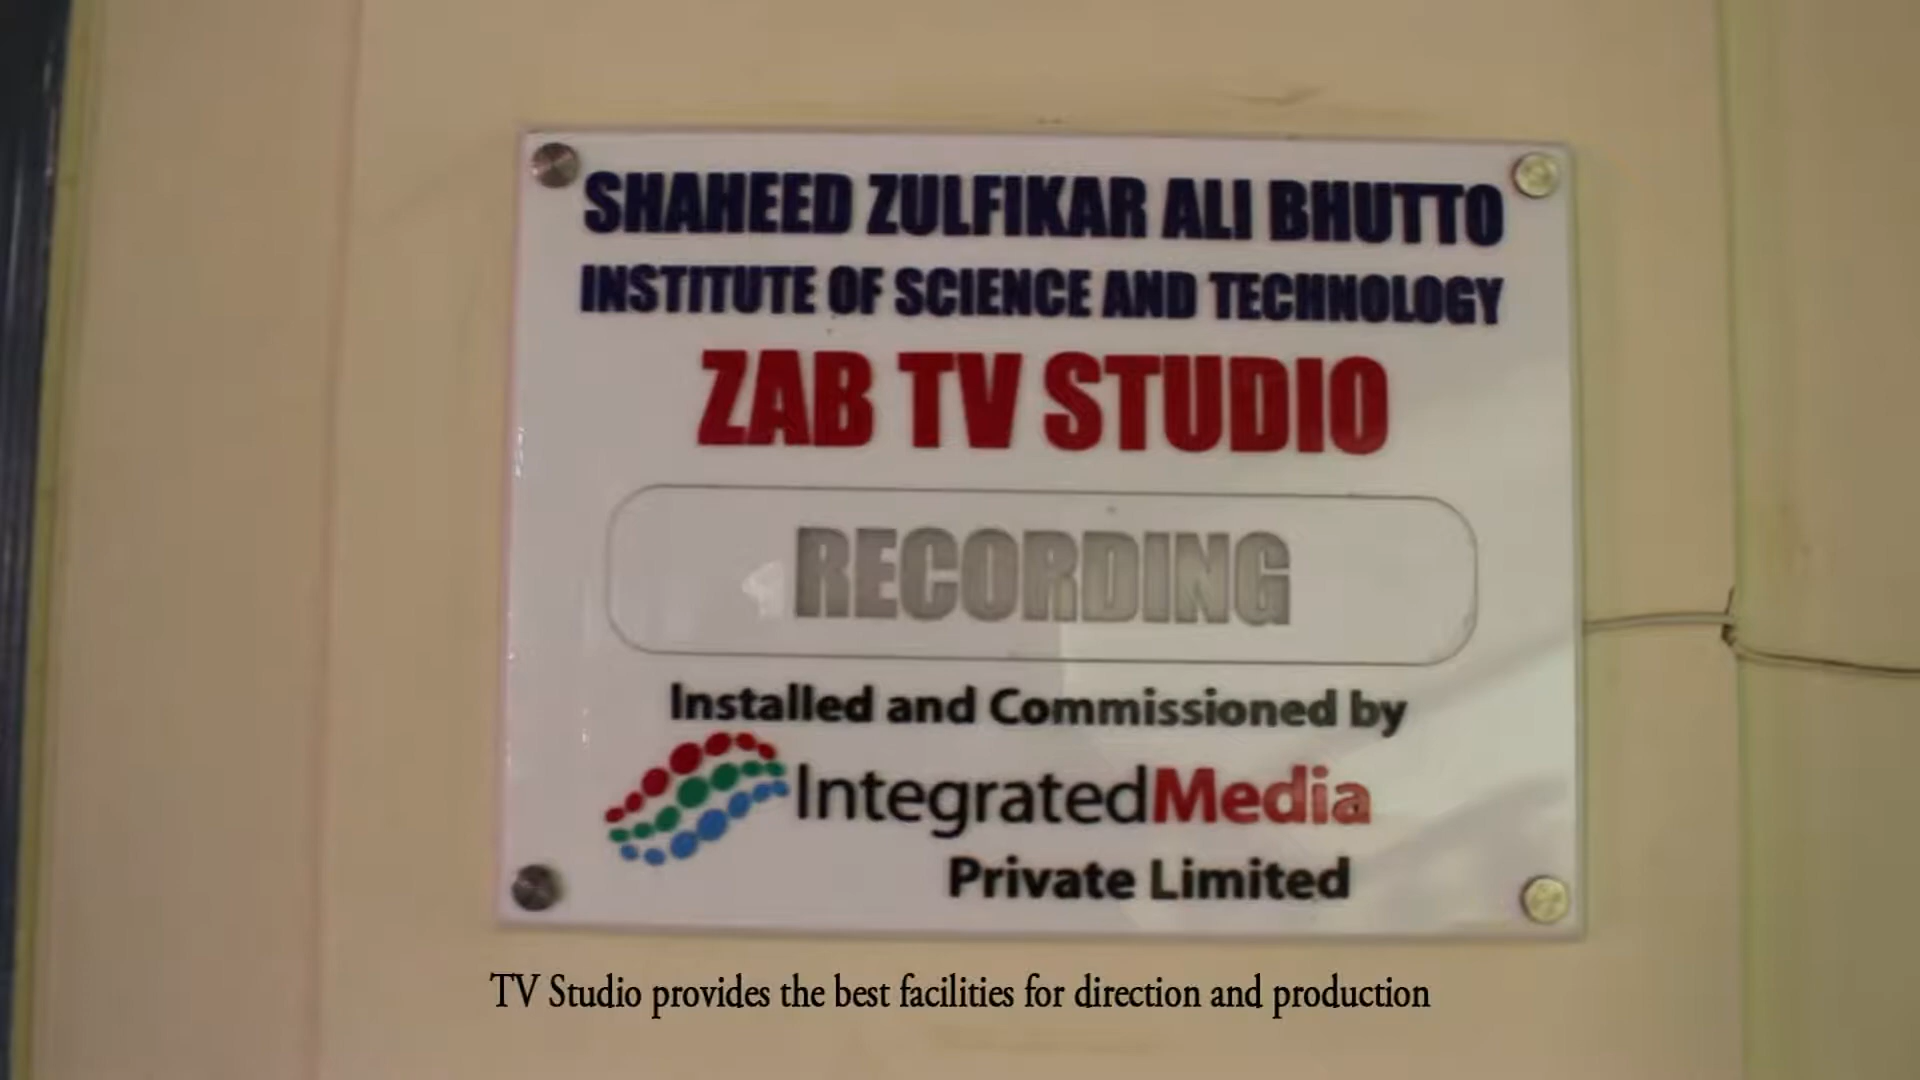 SHAHEED ZULFIKAR ALI BHUTTO
INSTITUTE OF SCIENCE AND TECHNOLOGY
ZAB TV STUDIO
RECORDING
Installed and Commissioned by
IntegratedMedia
Private Limited
TV Studio provides the best facilities for direction and production